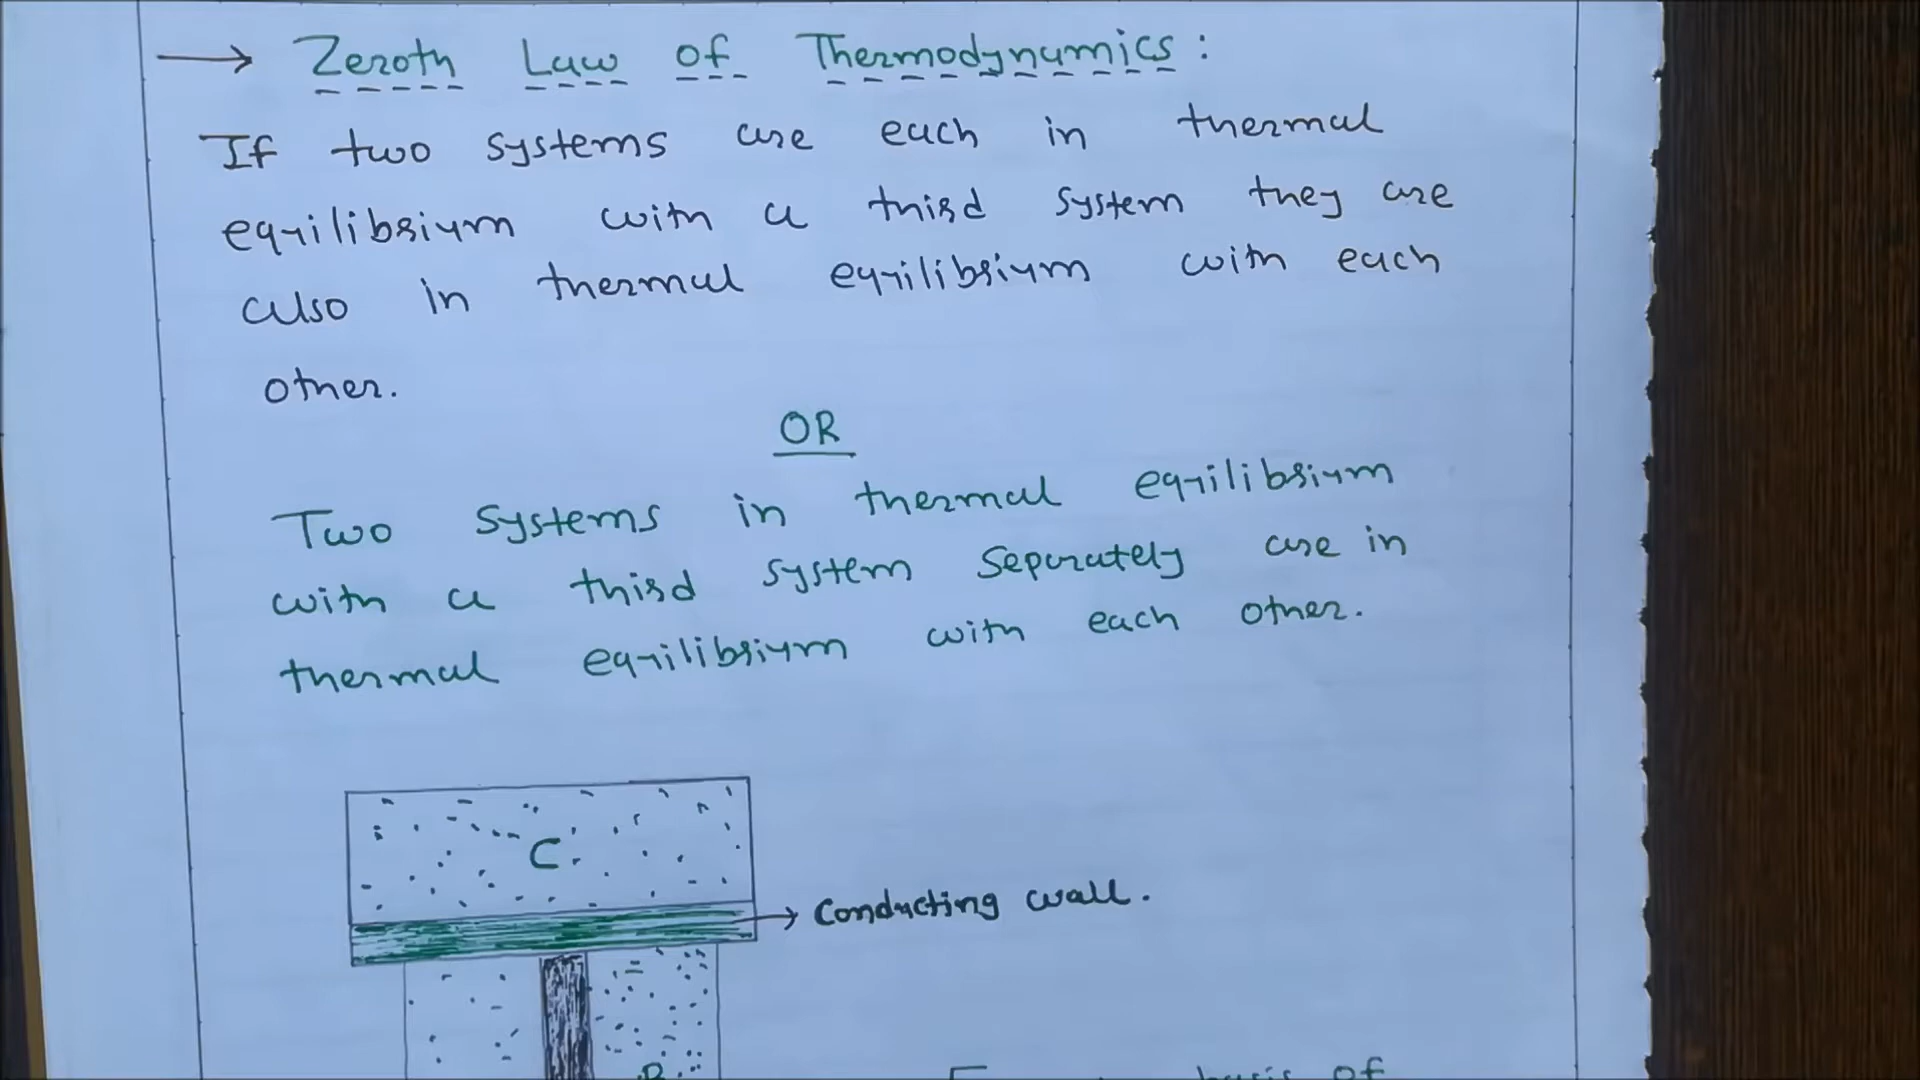 → Zeroth Law of Thermodynamics :
If two systems are each in thermal
equilibrium with a third system they are
also in thermal equilibrium with each
other.
OR
Two systems in thermal equilibrium
with a third system separately are in
thermal equilibrium with each other.
C
→ Conducting wall.
basis of